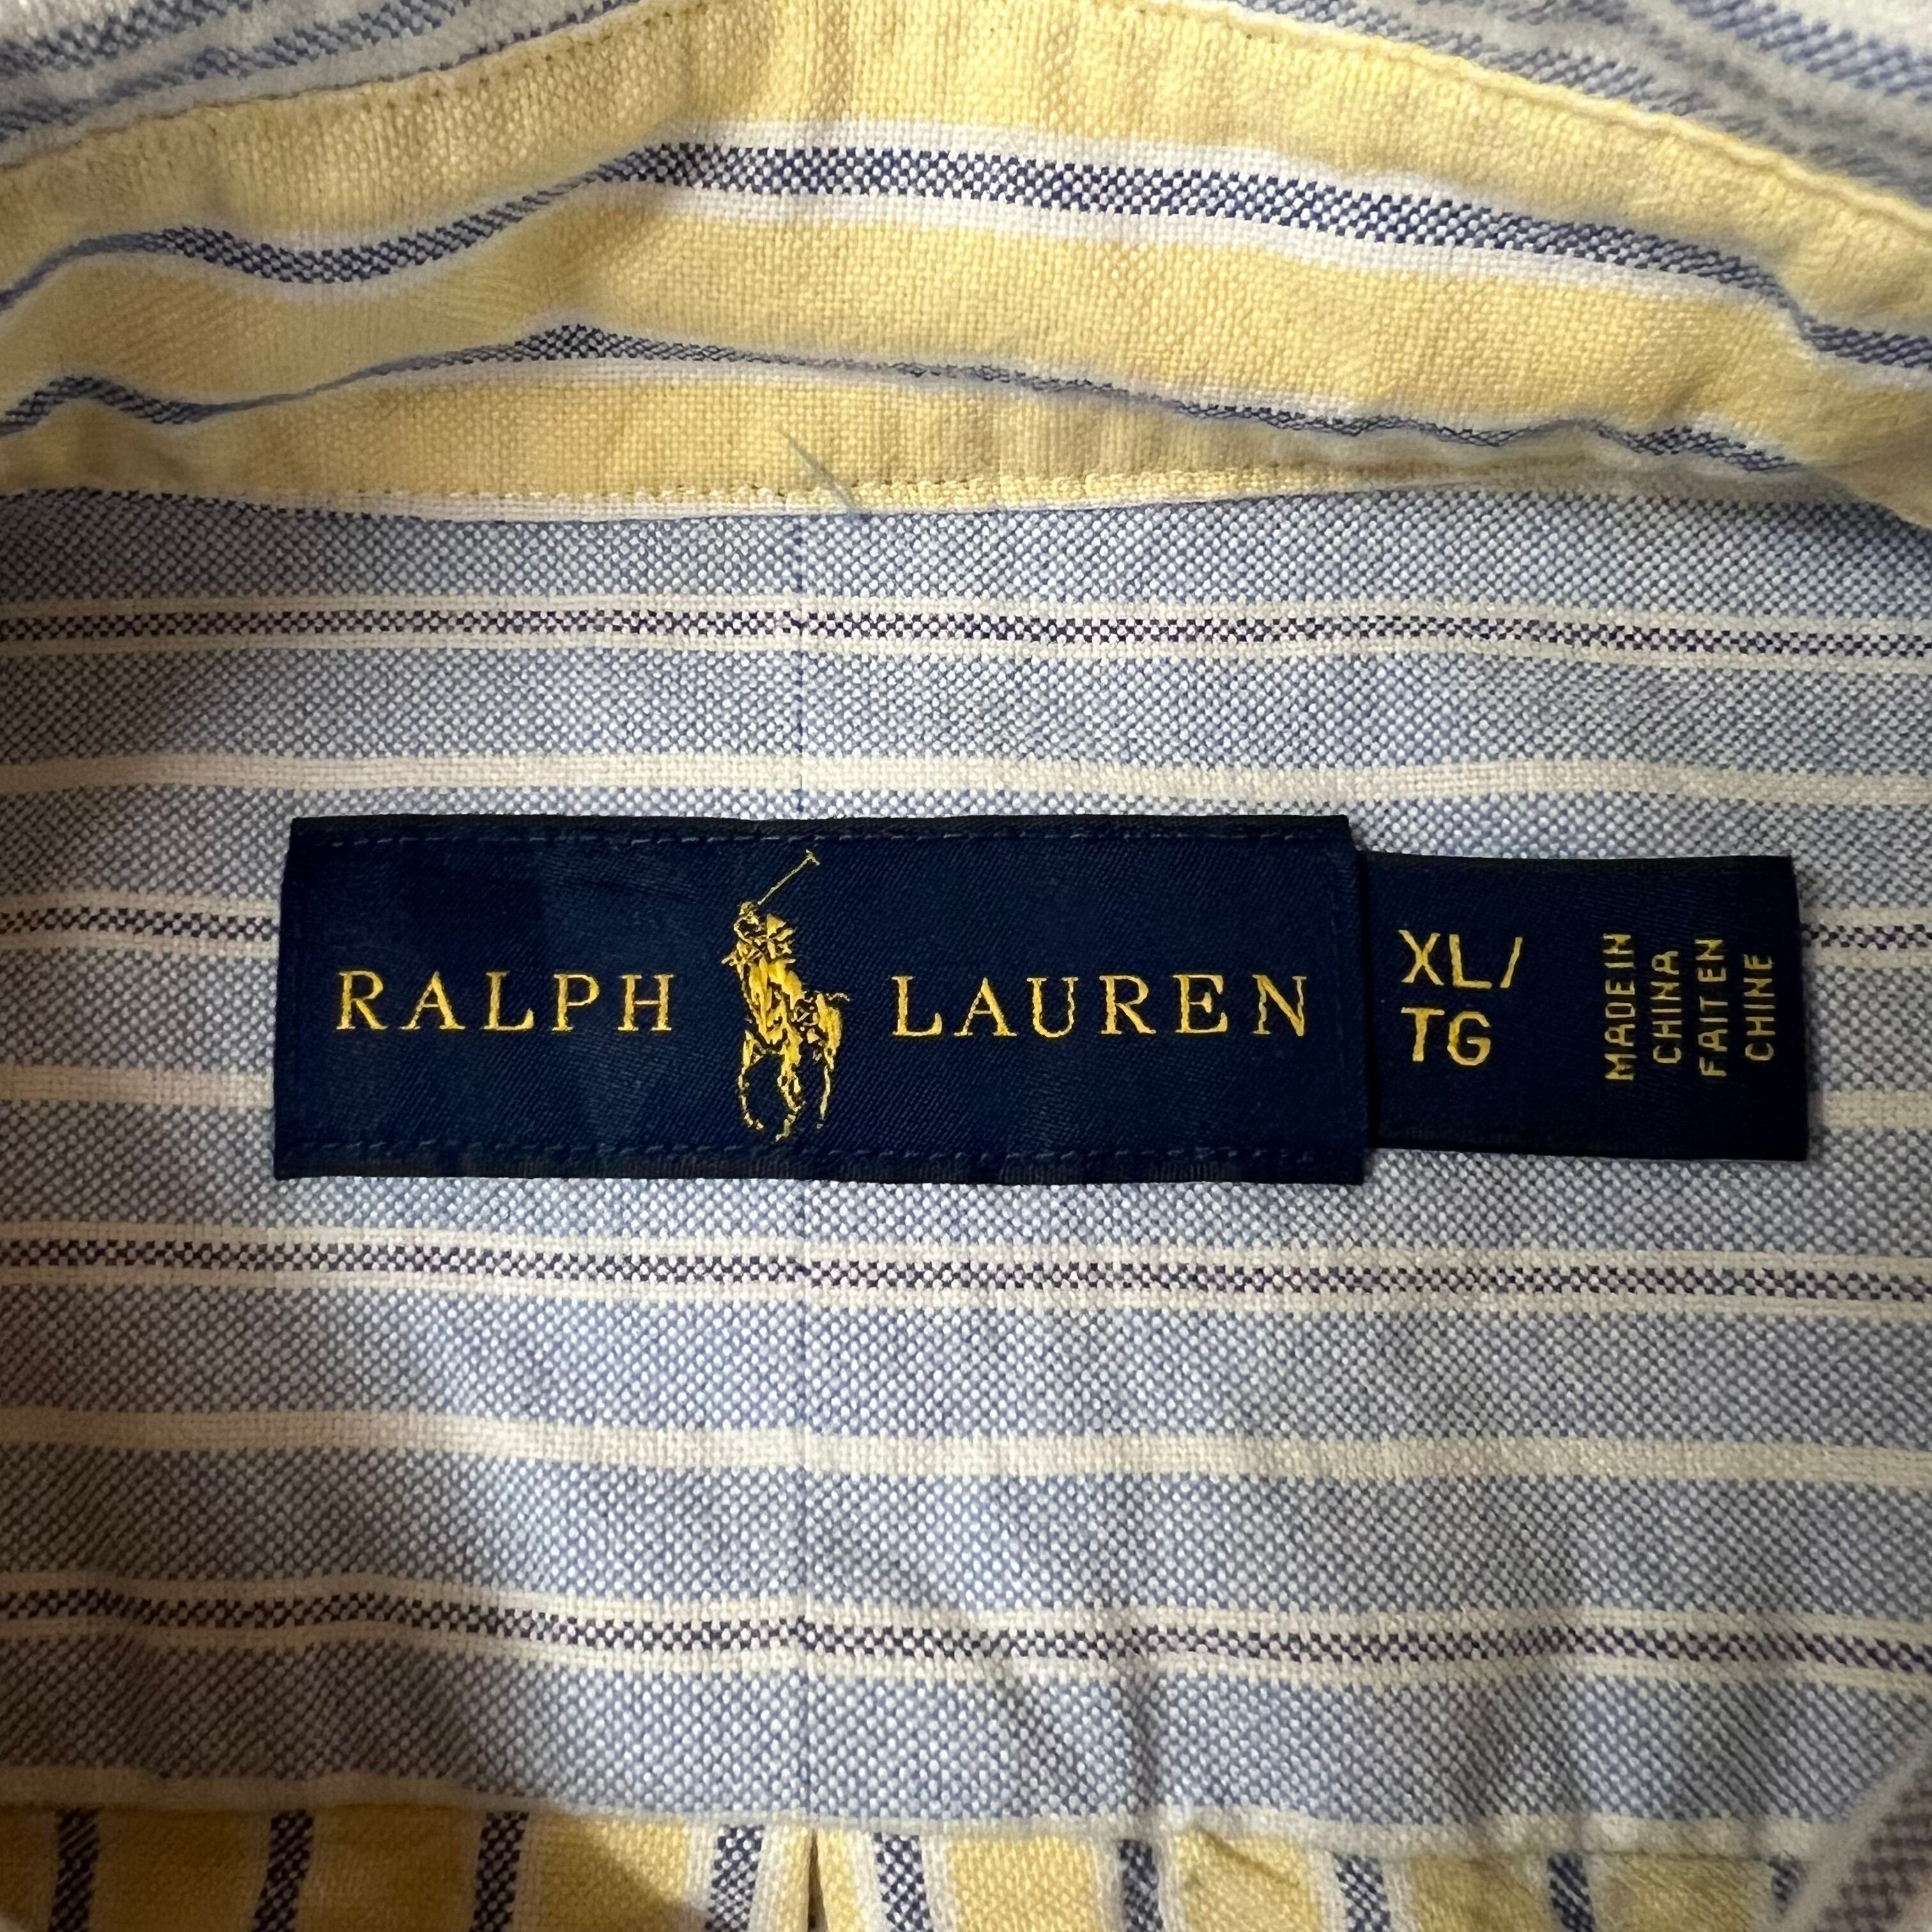 RALPH LAUREN
XL/
TG
MADE IN
CHINA
FAIT EN
CHINE